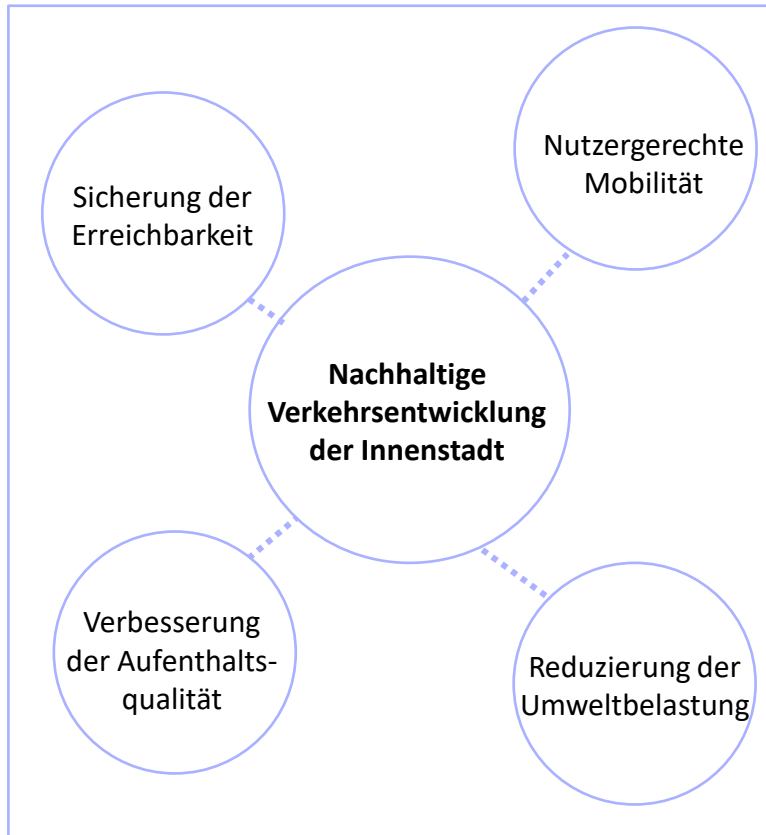 Nutzergerechte
Mobilität
Sicherung der
Erreichbarkeit
Nachhaltige
Verkehrsentwicklung
der Innenstadt
Verbesserung
der Aufenthalts-
qualität
Reduzierung der
Umweltbelastung